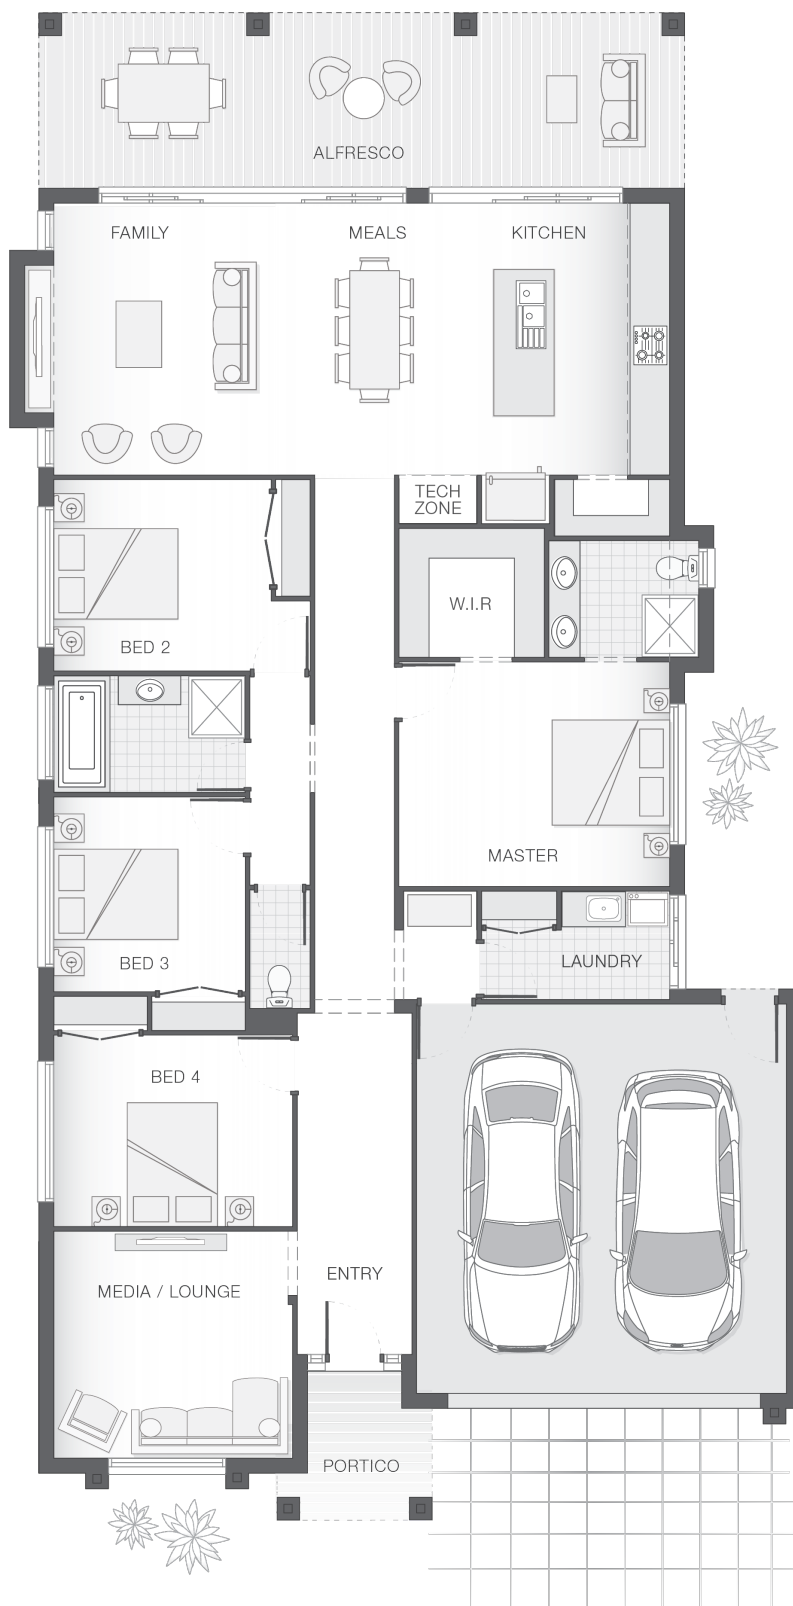 ALFRESCO
FAMILY
MEALS
KITCHEN
TECH
ZONE
W.I.R
BED 2
MASTER
BED 3
LAUNDRY
BED 4
ENTRY
MEDIA / LOUNGE
PORTICO